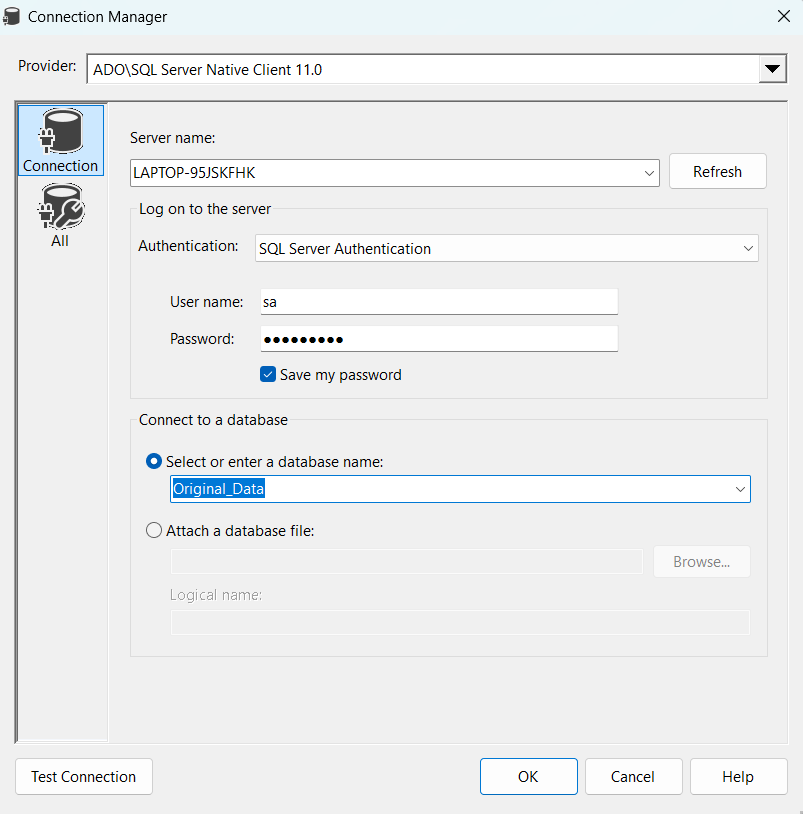 Connection Manager
Provider: ADO\SQL Server Native Client 11.0
Connection
All
Server name:
LAPTOP-95JSKFHK
Refresh
Log on to the server
Authentication: SQL Server Authentication
User name: sa
Password: ●●●●●●●●●
Save my password
Connect to a database
Select or enter a database name:
Original_Data
Attach a database file:
Browse...
Logical name:
Test Connection
OK
Cancel
Help